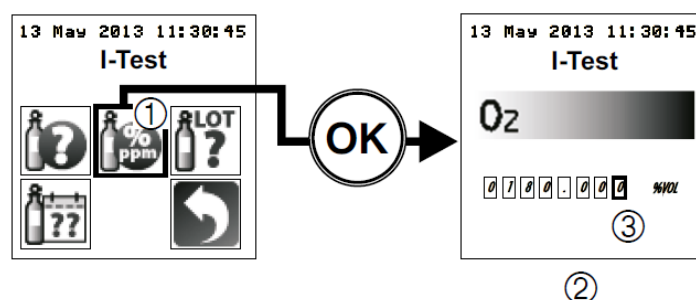 13 May 2013 11:30:45
I-Test
①
?
%
ppm
LOT
?
??
OK
13 May 2013 11:30:45
I-Test
O2
0180.000 %VOL
③
②